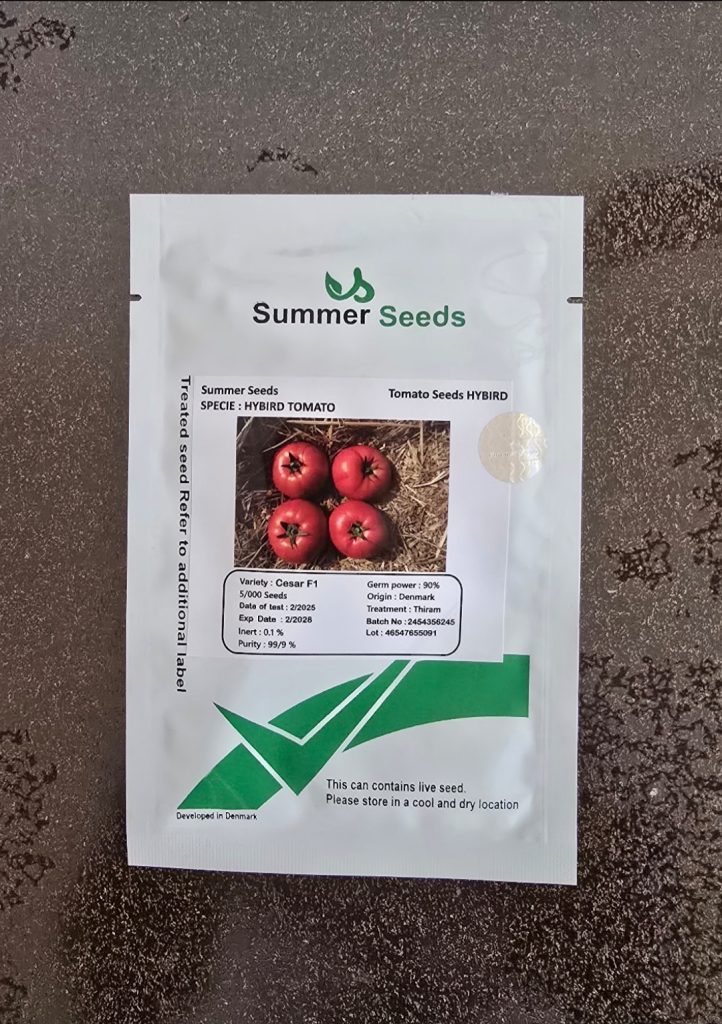 Summer Seeds
Treated seed Refer to additional label
Summer Seeds
Tomato Seeds HYBIRD
SPECIE : HYBIRD TOMATO
Variety : Cesar F1
5/000 Seeds
Date of test : 2/2025
Exp Date : 2/2028
Inert : 0.1 %
Purity : 99/9 %
Germ power : 90%
Origin : Denmark
Treatment : Thiram
Batch No : 2454356245
Lot : 46547655091
This can contains live seed.
Please store in a cool and dry location
Developed in Denmark